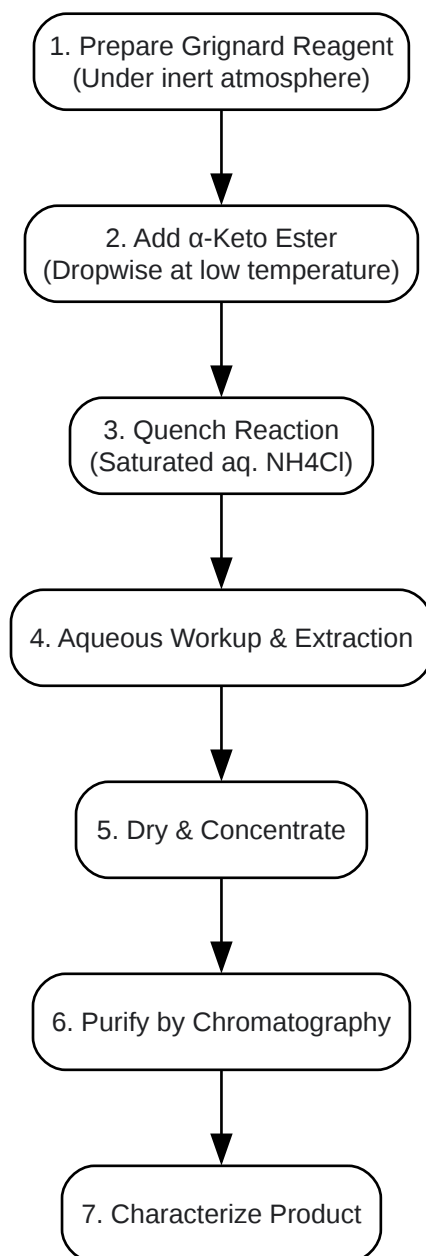 1. Prepare Grignard Reagent
(Under inert atmosphere)
2. Add α-Keto Ester
(Dropwise at low temperature)
3. Quench Reaction
(Saturated aq. NH4Cl)
4. Aqueous Workup & Extraction
5. Dry & Concentrate
6. Purify by Chromatography
7. Characterize Product